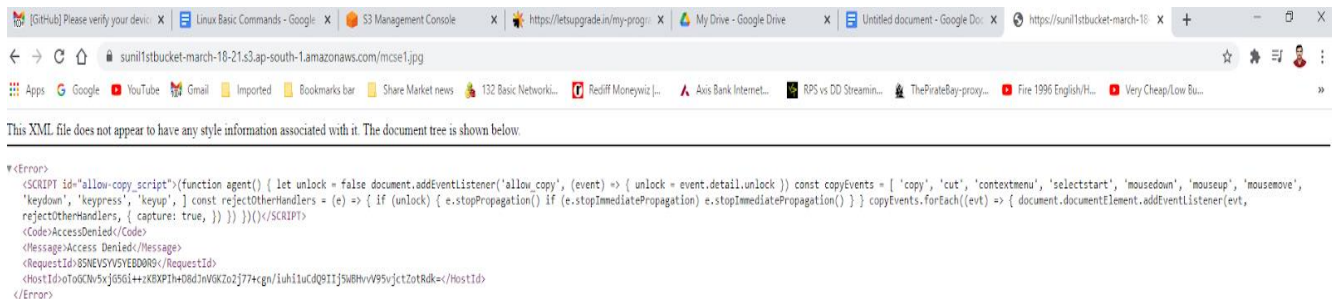 [GitHub] Please verify your devic
Linux Basic Commands - Google
S3 Management Console
https://letsupgrade.in/my-progra
My Drive - Google Drive
Untitled document - Google Doc
https://sunil1stbucket-march-18-
sunil1stbucket-march-18-21.s3.ap-south-1.amazonaws.com/mcse1.jpg
Apps Google YouTube Gmail Imported Bookmarks bar Share Market news 132 Basic Networki... Rediff Moneywiz |... Axis Bank Internet... RPS vs DD Streamin... ThePirateBay-proxy... Fire 1996 English/H... Very Cheap/Low Bu...
This XML file does not appear to have any style information associated with it. The document tree is shown below.
▼<Error>
<SCRIPT id="allow-copy_script">(function agent() { let unlock = false document.addEventListener('allow_copy', (event) => { unlock = event.detail.unlock }) const copyEvents = [ 'copy', 'cut', 'contextmenu', 'selectstart', 'mousedown', 'mouseup', 'mousemove',
'keydown', 'keypress', 'keyup', ] const rejectOtherHandlers = (e) => { if (unlock) { e.stopPropagation() if (e.stopImmediatePropagation) e.stopImmediatePropagation() } } copyEvents.forEach((evt) => { document.documentElement.addEventListener(evt,
rejectOtherHandlers, { capture: true, }) }) })()</SCRIPT>
<Code>AccessDenied</Code>
<Message>Access Denied</Message>
<RequestId>85NEVSYV5YEBD0R9</RequestId>
<HostId></HostId>
</Error>